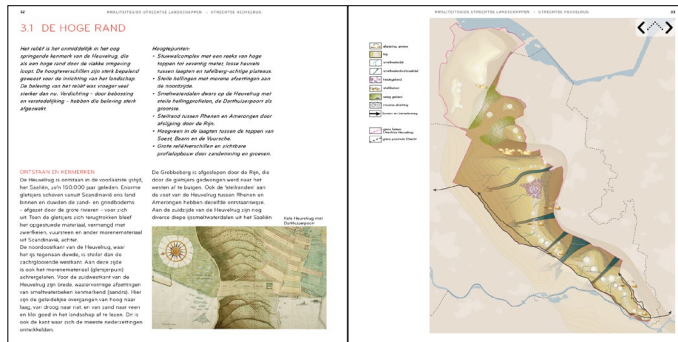 52
KWALITEITSGIDS UTRECHTSE LANDSCHAPPEN - UTRECHTSE HEUVELRUG
3.1 DE HOGE RAND
Het reliëf is het onmiddellijk in het oog
springende kenmerk van de Heuvelrug, die
als een hoge rand door de vlakke omgeving
loopt. De hoogteverschillen zijn sterk bepalend
geweest voor de inrichting van het landschap.
De beleving van het reliëf was vroeger veel
sterker dan nu. Verdichting - door bebossing
en verstedelijking - hebben die beleving sterk
afgezwakt.
ONTSTAAN EN KENMERKEN
De Heuvelrug is ontstaan in de voorlaatste ijstijd,
het Saaliën, zo'n 150.000 jaar geleden. Enorme
gletsjers schoven vanuit Scandinavië ons land
binnen en duwden de zand- en grondbodems
- afgezet door de grote rivieren - voor zich
uit. Toen de gletsjers zich terugtrokken bleef
het opgestuwde materiaal, vermengd met
zwerfkeien, vuursteen en ander morenemateriaal
uit Scandinavië, achter.
De noordoostkant van de Heuvelrug, waar
het ijs tegenaan duwde, is steiler dan de
zachtglooiende westkant. Aan deze zijde
is ook het morenemateriaal (gletsjerpuin)
achtergelaten. Voor de zuidwestkant van de
Heuvelrug zijn brede, waaiervormige afzettingen
van smeltwaterbeken kenmerkend (sandrs). Hier
zijn de geleidelijke overgangen van hoog naar
laag, van droog naar nat, en van zand naar veen
en klei goed in het landschap af te lezen. Dit is
ook de kant waar zich de meeste nederzettingen
ontwikkelden.
Hoogtepunten:
• Stuwwalcomplex met een reeks van hoge
toppen tot zeventig meter, losse heuvels
tussen laagten en tafelberg-achtige plateaus.
• Steile hellingen met morene afzettingen aan
de noordzijde.
• Smeltwaterdalen dwars op de Heuvelrug met
steile hellingprofielen, de Darthuizerpoort als
grootste.
• Steilrand tussen Rhenen en Amerongen door
afslijping door de Rijn.
• Hoogveen in de laagten tussen de toppen van
Soest, Baarn en de Vuursche.
• Grote reliëfverschillen en zichtbare
profielopbouw door zandwinning en groeven.
De Grebbeberg is afgeslepen door de Rijn, die
door de gletsjers gedwongen werd naar het
westen af te buigen. Ook de 'sterkanden' aan
de voet van de Heuvelrug tussen Rhenen en
Amerongen hebben dezelfde ontstaanswijze.
Aan de zuidzijde van de Heuvelrug zijn nog
diverse diepe ijssmeltwaterdalen uit het Saaliën
Kale Heuvelrug met
Darthuizerpoort
KWALITEITSGIDS UTRECHTSE LANDSCHAPPEN - UTRECHTSE HEUVELRUG
53